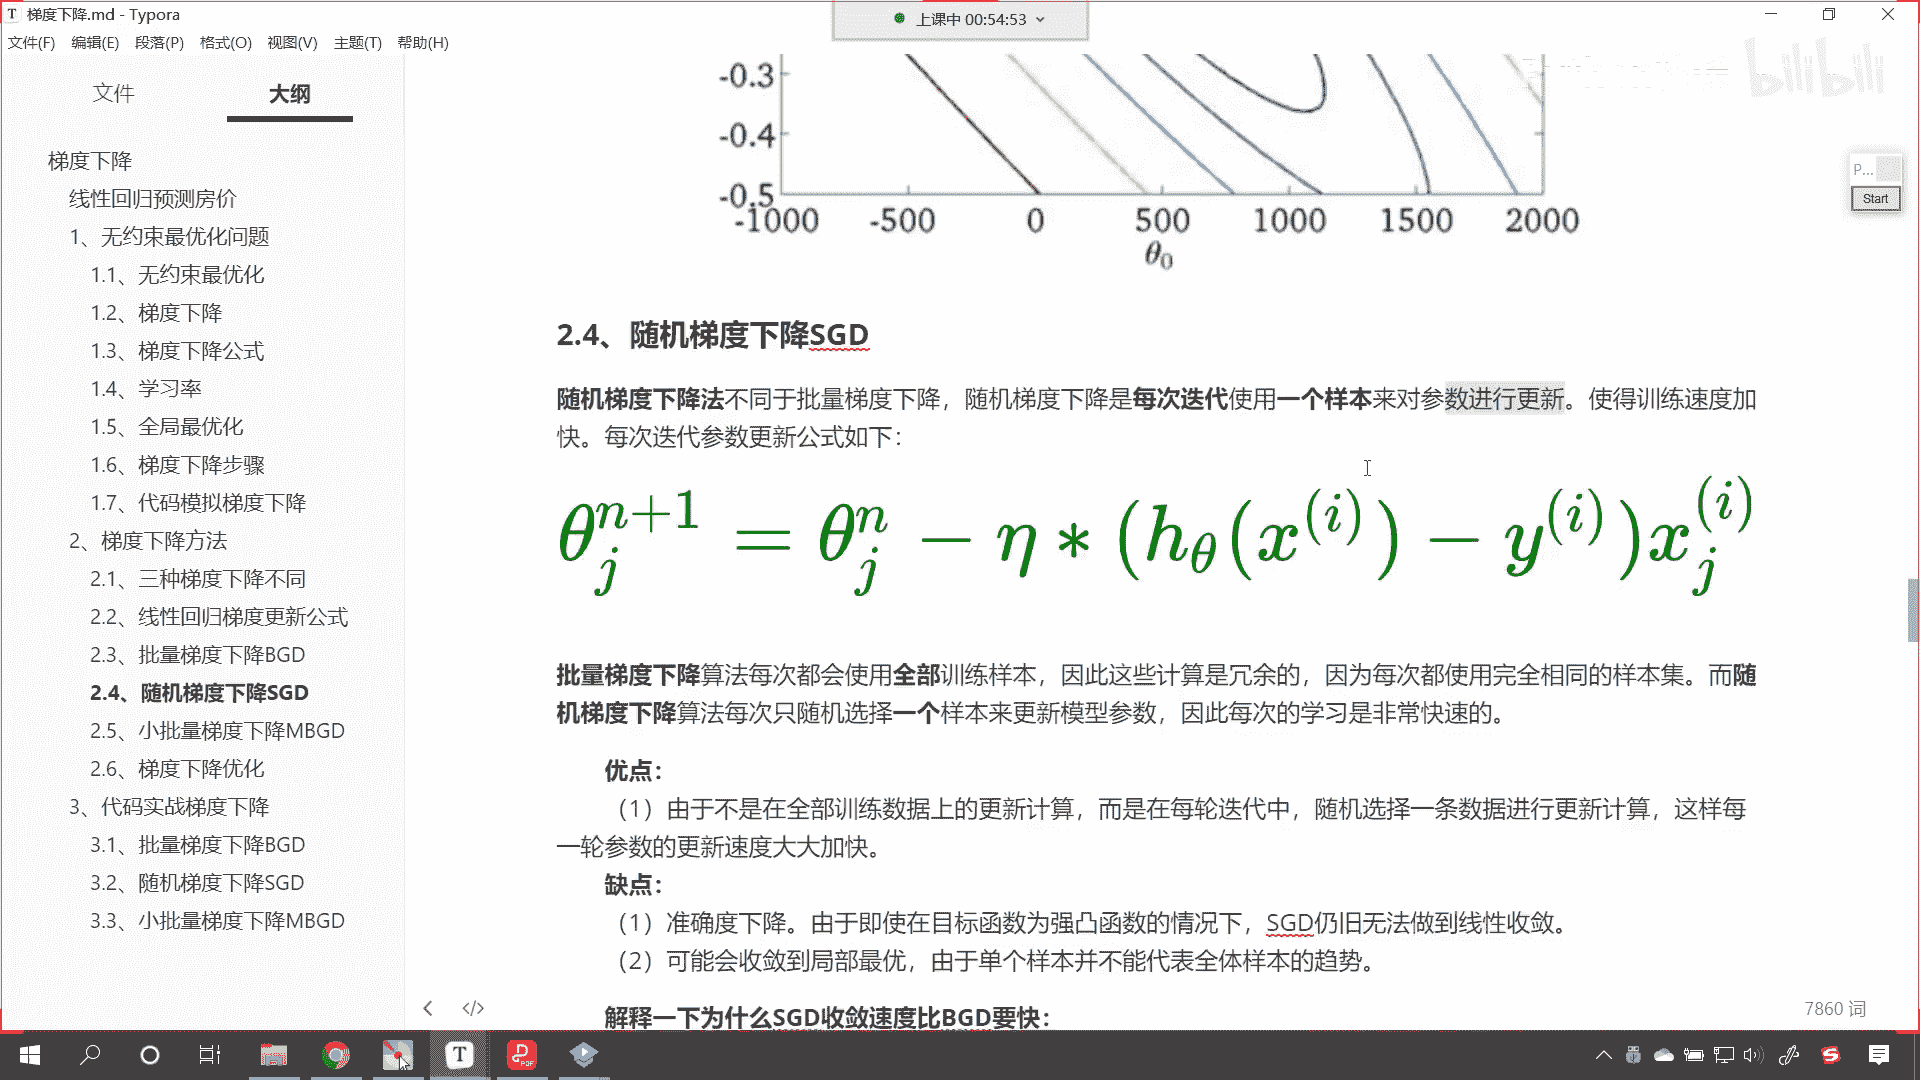 梯度下降.md - Typora
上课中 00:54:53
文件(F) 编辑(E) 段落(P) 格式(O) 视图(V) 主题(T) 帮助(H)
文件 大纲
梯度下降
线性回归预测房价
1、无约束最优化问题
1.1、无约束最优化
1.2、梯度下降
1.3、梯度下降公式
1.4、学习率
1.5、全局最优化
1.6、梯度下降步骤
1.7、代码模拟梯度下降
2、梯度下降方法
2.1、三种梯度下降不同
2.2、线性回归梯度更新公式
2.3、批量梯度下降BGD
2.4、随机梯度下降SGD
2.5、小批量梯度下降MBGD
2.6、梯度下降优化
3、代码实战梯度下降
3.1、批量梯度下降BGD
3.2、随机梯度下降SGD
3.3、小批量梯度下降MBGD
-0.3
-0.4
-0.5
-1000 -500 0 500 1000 1500 2000
θ₀
bilibili
P...
Start
2.4、随机梯度下降SGD
随机梯度下降法不同于批量梯度下降，随机梯度下降是每次迭代使用一个样本来对参数进行更新。使得训练速度加
快。每次迭代参数更新公式如下：
θ_j^{n+1} = θ_j^n − η ∗ (h_θ(x^{(i)}) − y^{(i)})x_j^{(i)}
批量梯度下降算法每次都会使用全部训练样本，因此这些计算是冗余的，因为每次都使用完全相同的样本集。而随
机梯度下降算法每次只随机选择一个样本来更新模型参数，因此每次的学习是非常快速的。
优点：
（1）由于不是在全部训练数据上的更新计算，而是在每轮迭代中，随机选择一条数据进行更新计算，这样每
一轮参数的更新速度大大加快。
缺点：
（1）准确度下降。由于即使在目标函数为强凸函数的情况下，SGD仍旧无法做到线性收敛。
（2）可能会收敛到局部最优，由于单个样本并不能代表全体样本的趋势。
解释一下为什么SGD收敛速度比BGD要快：
7860 词